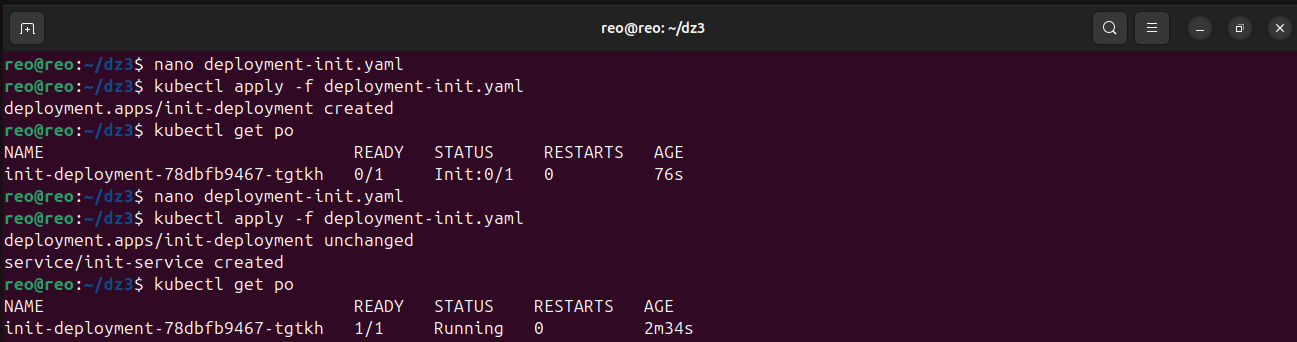 reo@reo: ~/dz3
reo@reo:~/dz3$ nano deployment-init.yaml
reo@reo:~/dz3$ kubectl apply -f deployment-init.yaml
deployment.apps/init-deployment created
reo@reo:~/dz3$ kubectl get po
NAME                               READY   STATUS     RESTARTS   AGE
init-deployment-78dbfb9467-tgtkh   0/1     Init:0/1   0          76s
reo@reo:~/dz3$ nano deployment-init.yaml
reo@reo:~/dz3$ kubectl apply -f deployment-init.yaml
deployment.apps/init-deployment unchanged
service/init-service created
reo@reo:~/dz3$ kubectl get po
NAME                               READY   STATUS    RESTARTS   AGE
init-deployment-78dbfb9467-tgtkh   1/1     Running   0          2m34s